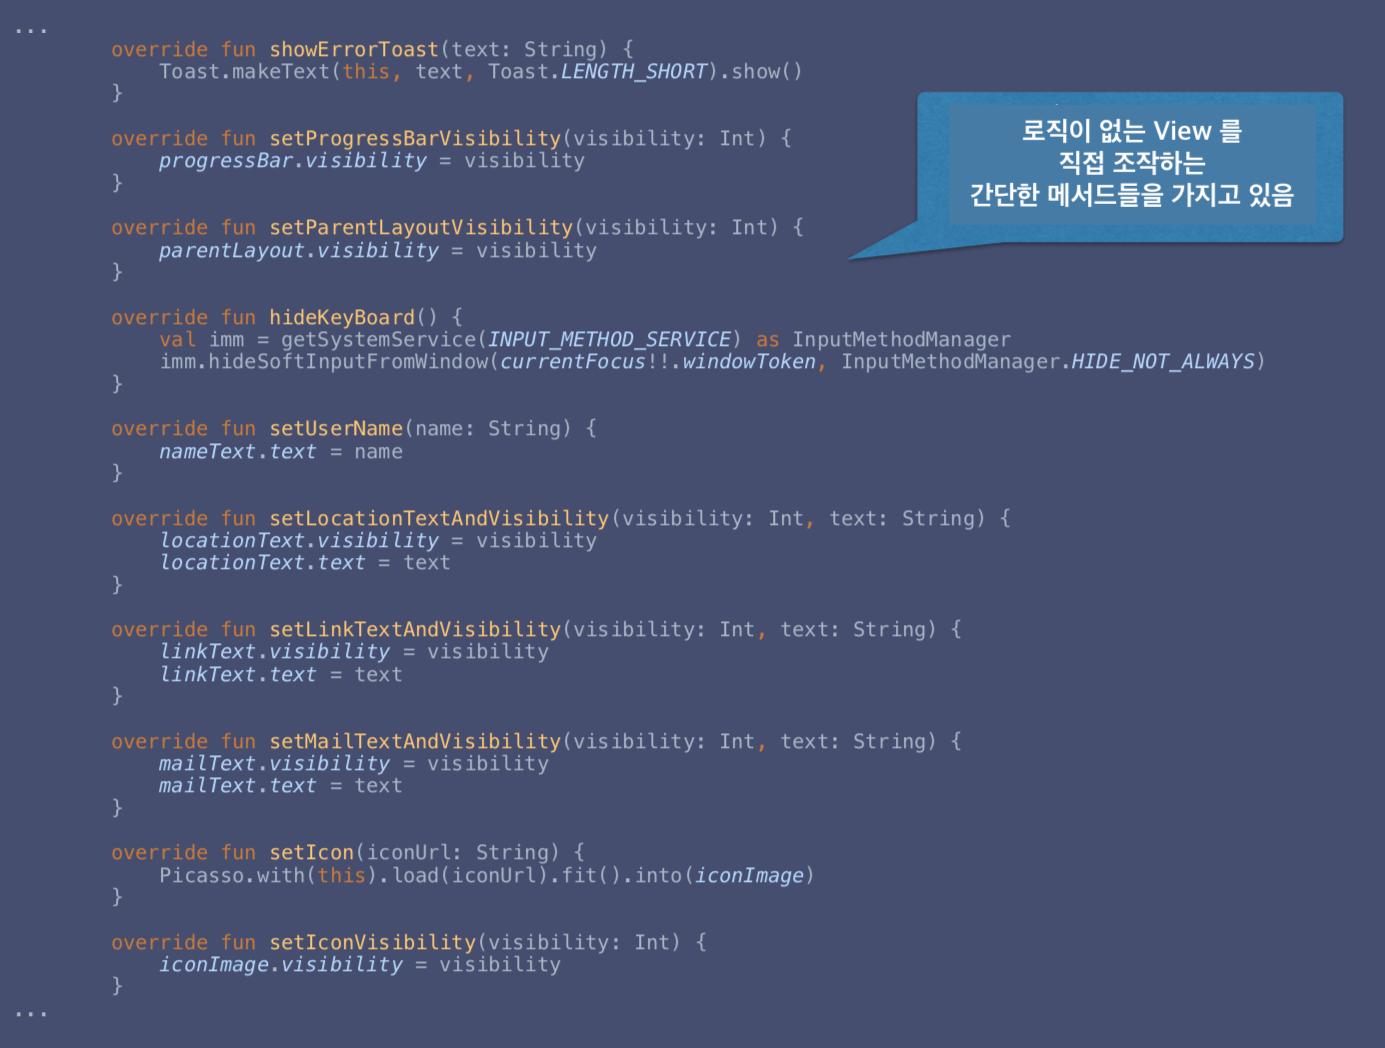 ...
override fun showErrorToast(text: String) {
Toast.makeText(this, text, Toast.LENGTH_SHORT).show()
}
로직이 없는 View 를
직접 조작하는
간단한 메서드들을 가지고 있음
override fun setProgressBarVisibility(visibility: Int) {
progressBar.visibility = visibility
}
override fun setParentLayoutVisibility(visibility: Int) {
parentLayout.visibility = visibility
}
override fun hideKeyBoard() {
val imm = getSystemService(INPUT_METHOD_SERVICE) as InputMethodManager
imm.hideSoftInputFromWindow(currentFocus!!.windowToken, InputMethodManager.HIDE_NOT_ALWAYS)
}
override fun setUserName(name: String) {
nameText.text = name
}
override fun setLocationTextAndVisibility(visibility: Int, text: String) {
locationText.visibility = visibility
locationText.text = text
}
override fun setLinkTextAndVisibility(visibility: Int, text: String) {
linkText.visibility = visibility
linkText.text = text
}
override fun setMailTextAndVisibility(visibility: Int, text: String) {
mailText.visibility = visibility
mailText.text = text
}
override fun setIcon(iconUrl: String) {
Picasso.with(this).load(iconUrl).fit().into(iconImage)
}
override fun setIconVisibility(visibility: Int) {
iconImage.visibility = visibility
}
...